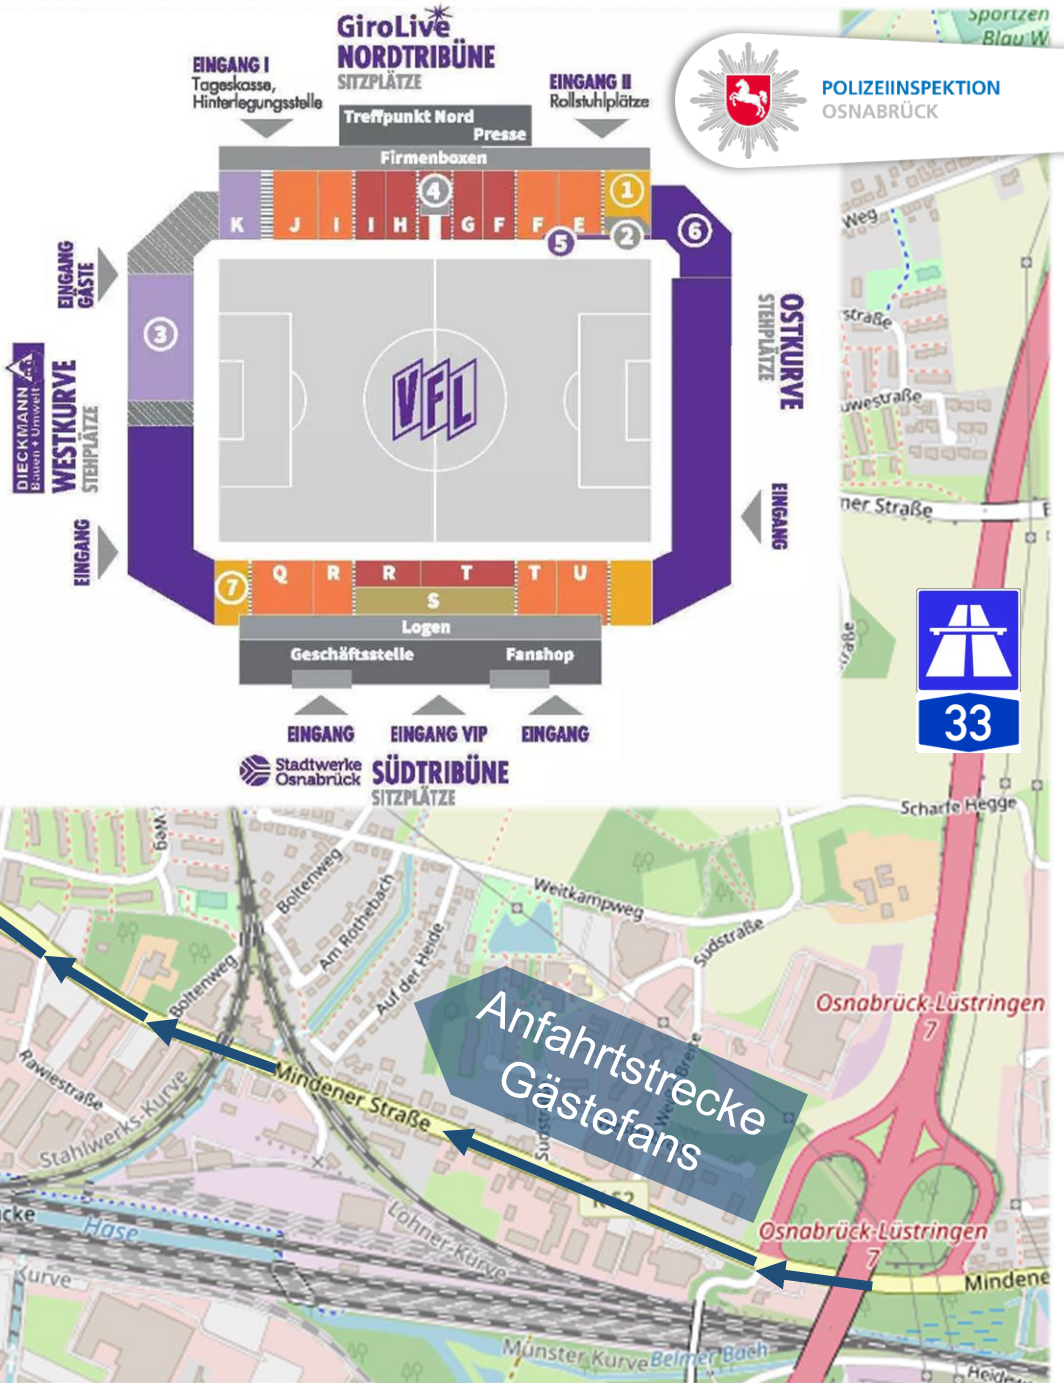 GiroLive
NORDTRIBÜNE
SITZPLÄTZE
EINGANG I
Tageskasse,
Hinterlegungsstelle
EINGANG II
Rollstuhlplätze
Treffpunkt Nord
Presse
Firmenboxen
K J I I H 4 G F F E 1
5 2 6
EINGANG
GÄSTE
3
DIECKMANN
Bauen + Umwelt
WESTKURVE
STEHPLÄTZE
EINGANG
VFL
OSTKURVE
STEHPLÄTZE
EINGANG
7 Q R R T T U
S
Logen
Geschäftsstelle
Fanshop
EINGANG
EINGANG VIP
EINGANG
Stadtwerke
Osnabrück
SÜDTRIBÜNE
SITZPLÄTZE
POLIZEIINSPEKTION
OSNABRÜCK
Sportzen
Blau W
Weg
straße
uwestraße
ner Straße
straße
33
Scharfe Hegge
Weg
Boltenweg
Am Rothebach
Auf der Heide
Weitkampweg
Südstraße
Boltenweg
Rawiestraße
Stahlwerks-Kurve
Mindener Straße
Anfahrtstrecke
Gästefans
Osnabrück-Lüstringen
7
Osnabrück-Lüstringen
7
Mindene
Löhner-Kurve
Hase
Kurve
Münster Kurve
Belmer Bach